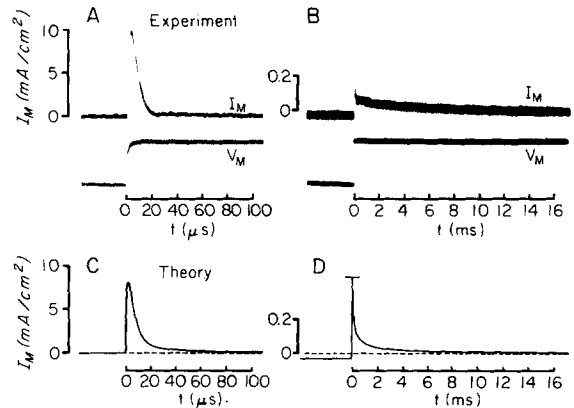 A
Experiment
B
I_M (mA/cm²)
10
5
0
I_M
V_M
0 20 40 60 80 100
t (μs)
0.2
0
I_M
V_M
0 2 4 6 8 10 12 14 16
t (ms)
C
Theory
D
I_M (mA/cm²)
10
5
0
0 20 40 60 80 100
t (μs).
0.2
0
0 2 4 6 8 10 12 14 16
t (ms)